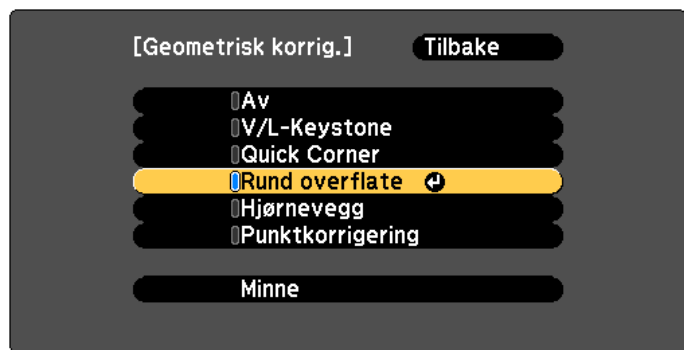 [Geometrisk korrig.] Tilbake
Av
V/L-Keystone
Quick Corner
Rund overflate
Hjørnevegg
Punktkorrigering
Minne